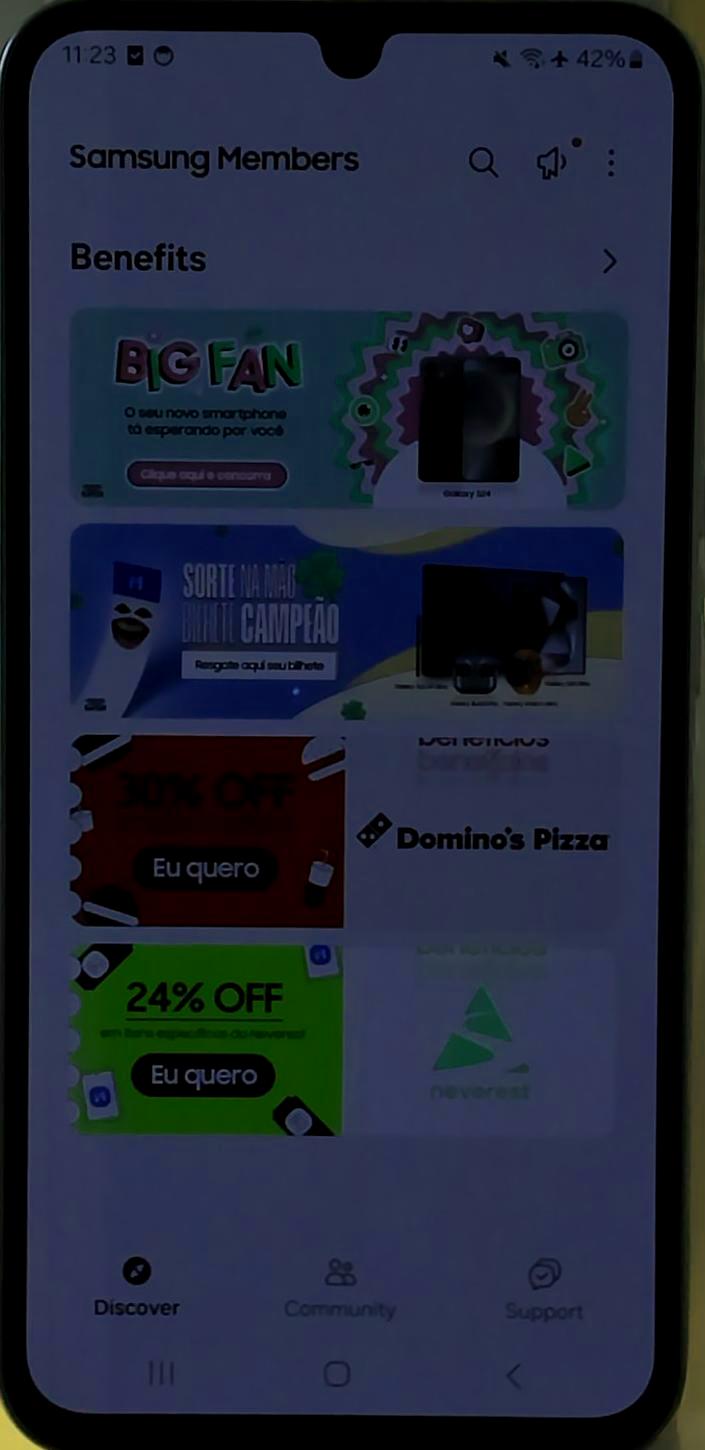 11:23
42%
Samsung Members
Benefits
BIG FAN
O seu novo smartphone
tá esperando por você
Clique aqui e concorra
Galaxy S24
SORTE NA MÃO
BILHETE CAMPEÃO
Resgate aqui seu bilhete
30% OFF
Eu quero
benefícios
Domino's Pizza
24% OFF
em itens específicos da Neverest
Eu quero
benefícios
neverest
Discover
Community
Support